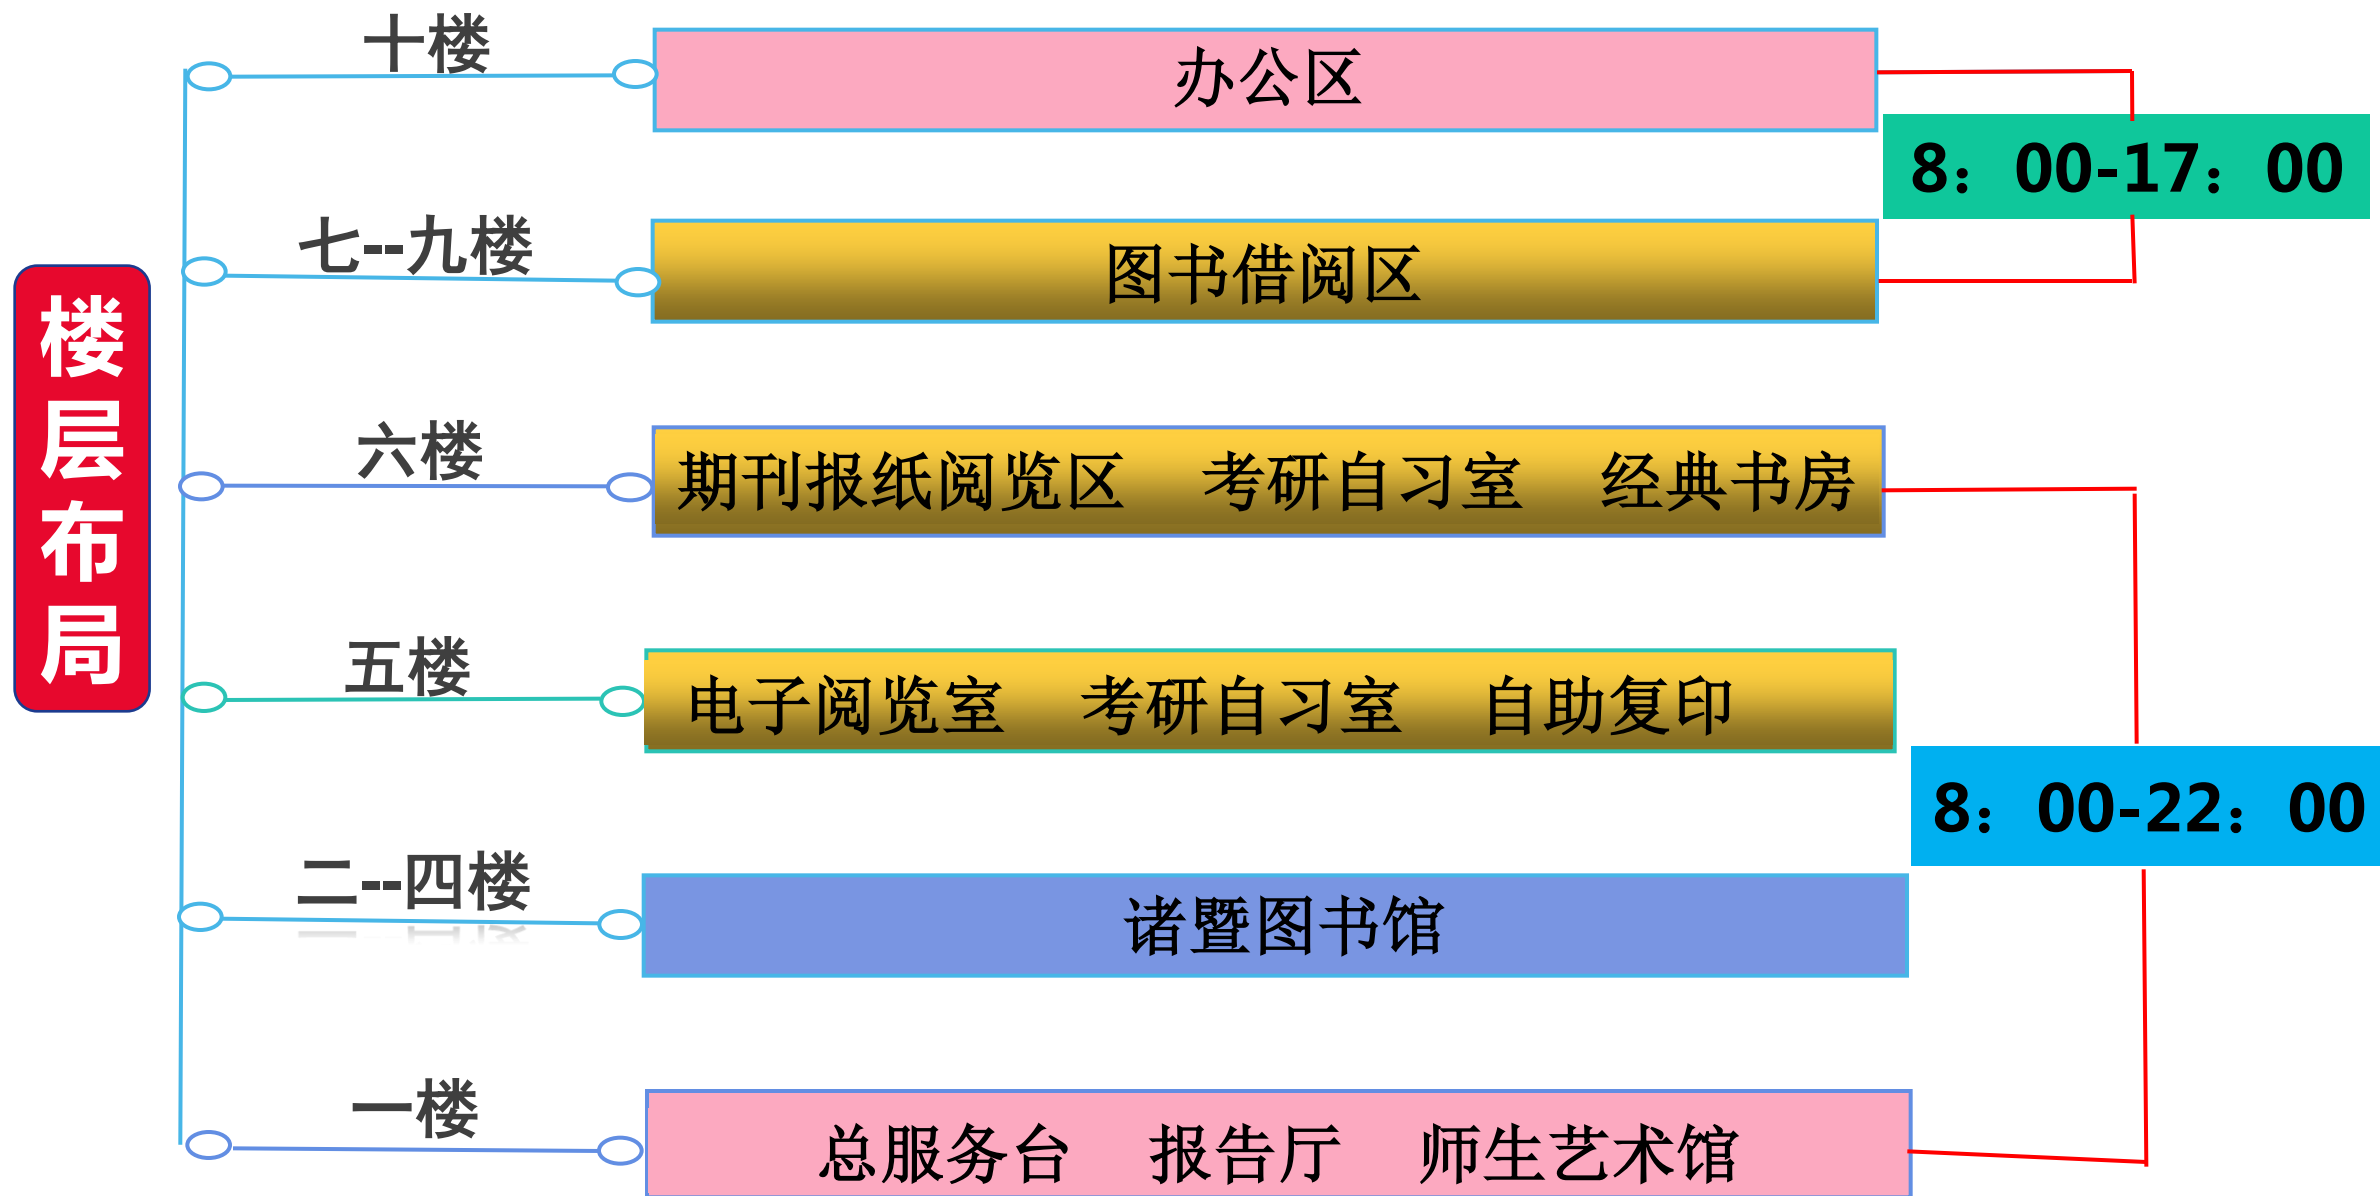 楼层布局
十楼
办公区
8：00-17：00
七--九楼
图书借阅区
六楼
期刊报纸阅览区 考研自习室 经典书房
五楼
电子阅览室 考研自习室 自助复印
8：00-22：00
二--四楼
诸暨图书馆
一楼
总服务台 报告厅 师生艺术馆